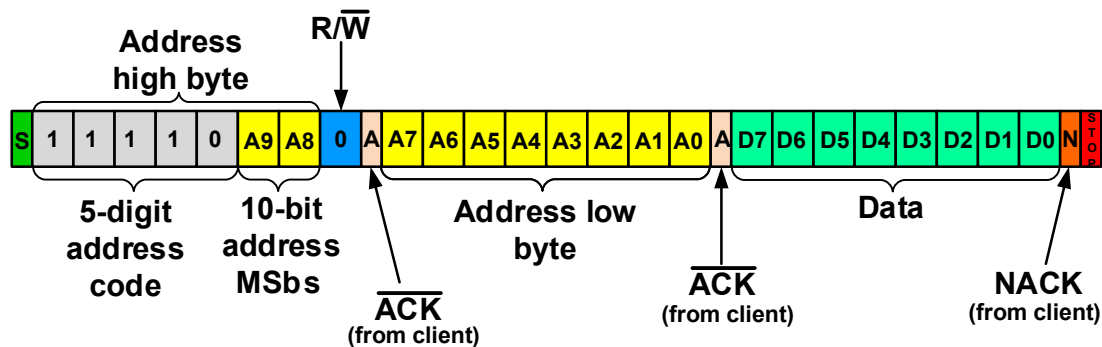 R/W
Address
high byte
S 1 1 1 1 0 A9 A8 0 A A7 A6 A5 A4 A3 A2 A1 A0 A D7 D6 D5 D4 D3 D2 D1 D0 N STOP
5-digit
address
code
10-bit
address
MSbs
Address low
byte
Data
ACK
(from client)
ACK
(from client)
NACK
(from client)